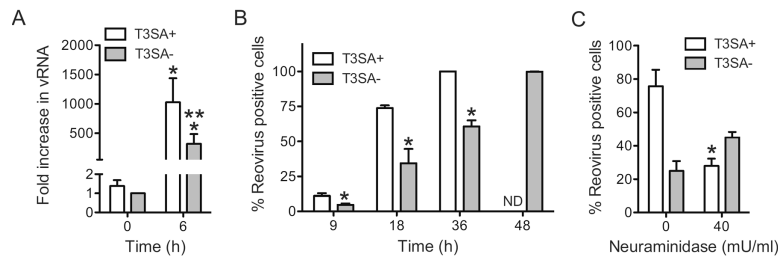 A
Fold increase in vRNA
T3SA+
T3SA-
2000
1500
1000
500
2
1
0
*
**
*
0 6
Time (h)
B
% Reovirus positive cells
T3SA+
T3SA-
100
75
50
25
0
*
*
*
ND
9 18 36 48
Time (h)
C
% Reovirus positive cells
T3SA+
T3SA-
100
80
60
40
20
0
*
0 40
Neuraminidase (mU/ml)